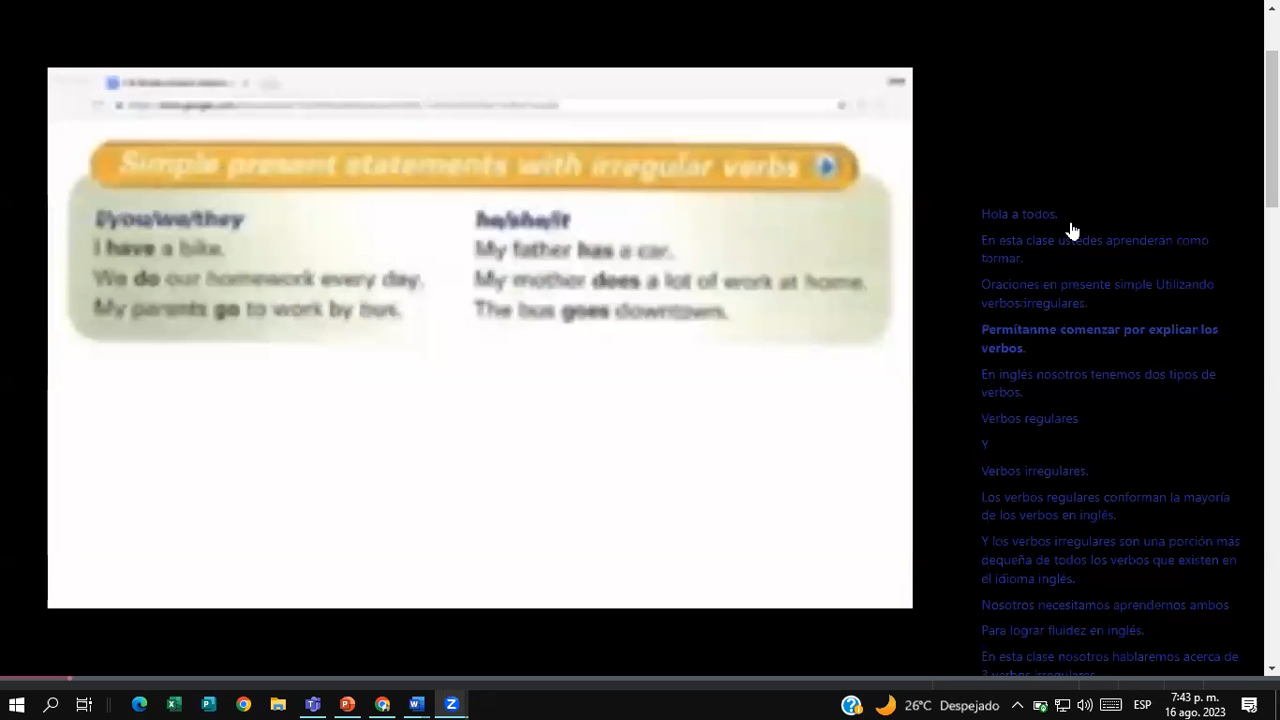 Simple present statements with irregular verbs
I/you/we/they
I have a bike.
We do our homework every day.
My parents go to work by bus.
he/she/it
My father has a car.
My mother does a lot of work at home.
The bus goes downtown.
Hola a todos.
En esta clase ustedes aprenderán como
formar.
Oraciones en presente simple Utilizando
verbos irregulares.
Permítanme comenzar por explicar los
verbos.
En inglés nosotros tenemos dos tipos de
verbos.
Verbos regulares
Y
Verbos irregulares.
Los verbos regulares conforman la mayoría
de los verbos en inglés.
Y los verbos irregulares son una porción más
dequeña de todos los verbos que existen en
el idioma inglés.
Nosotros necesitamos aprendernos ambos
Para lograr fluidez en inglés.
En esta clase nosotros hablaremos acerca de
3 verbos irregulares
26°C Despejado
ESP
7:43 p. m.
16 ago. 2023